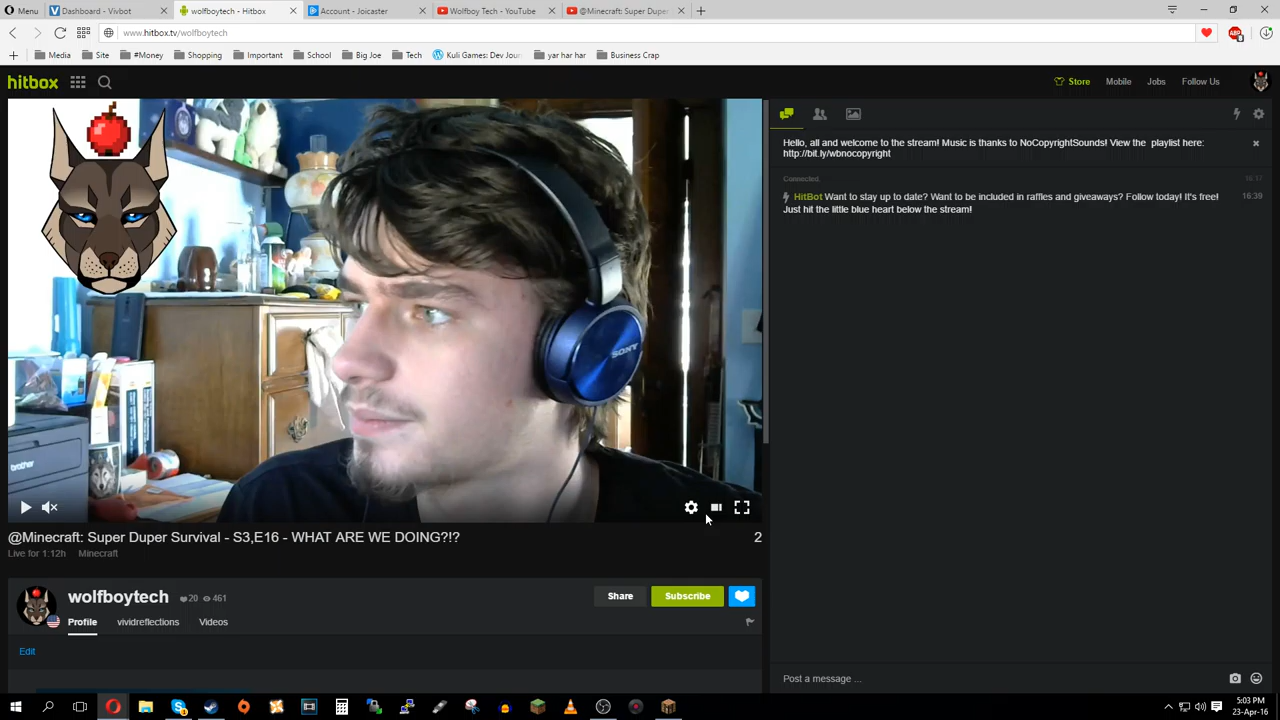 Menu
Dashboard - Vivbot
wolfboytech - Hitbox
Account - Joicaster
Wolfboy Tech - YouTube
@Minecraft: Super Dupe
www.hitbox.tv/wolfboytech
Media
Site
#Money
Shopping
Important
School
Big Joe
Tech
Kuli Games: Dev Jour
yar har har
Business Crap
hitbox
Store
Mobile
Jobs
Follow Us
Hello, all and welcome to the stream! Music is thanks to NoCopyrightSounds! View the playlist here:
http://bit.ly/wbnocopyright
Connected.
16:17
HitBot Want to stay up to date? Want to be included in raffles and giveaways? Follow today! It's free!
16:39
Just hit the little blue heart below the stream!
SONY
brother
@Minecraft: Super Duper Survival - S3,E16 - WHAT ARE WE DOING?!?
2
Live for 1:12h
Minecraft
wolfboytech
20
461
Share
Subscribe
Profile
vividreflections
Videos
Edit
Post a message ...
5:03 PM
23-Apr-16